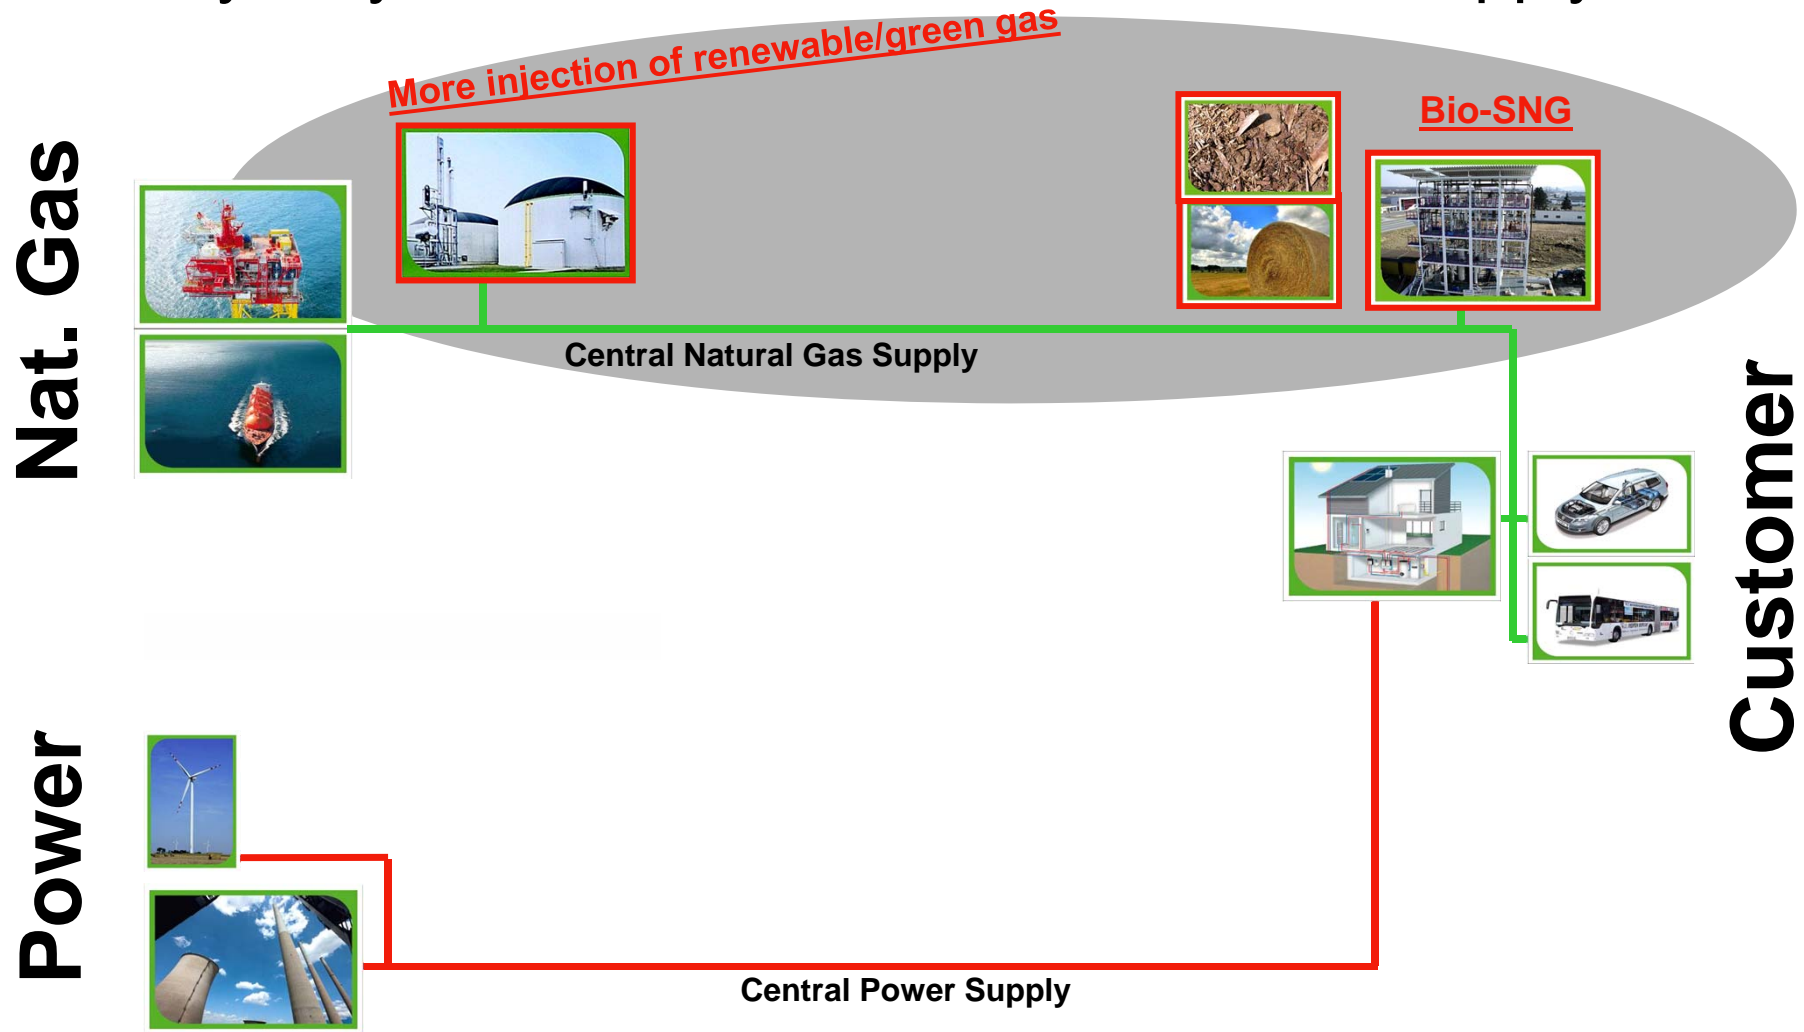 More injection of renewable/green gas
Bio-SNG
Nat. Gas
Central Natural Gas Supply
Customer
Power
Central Power Supply